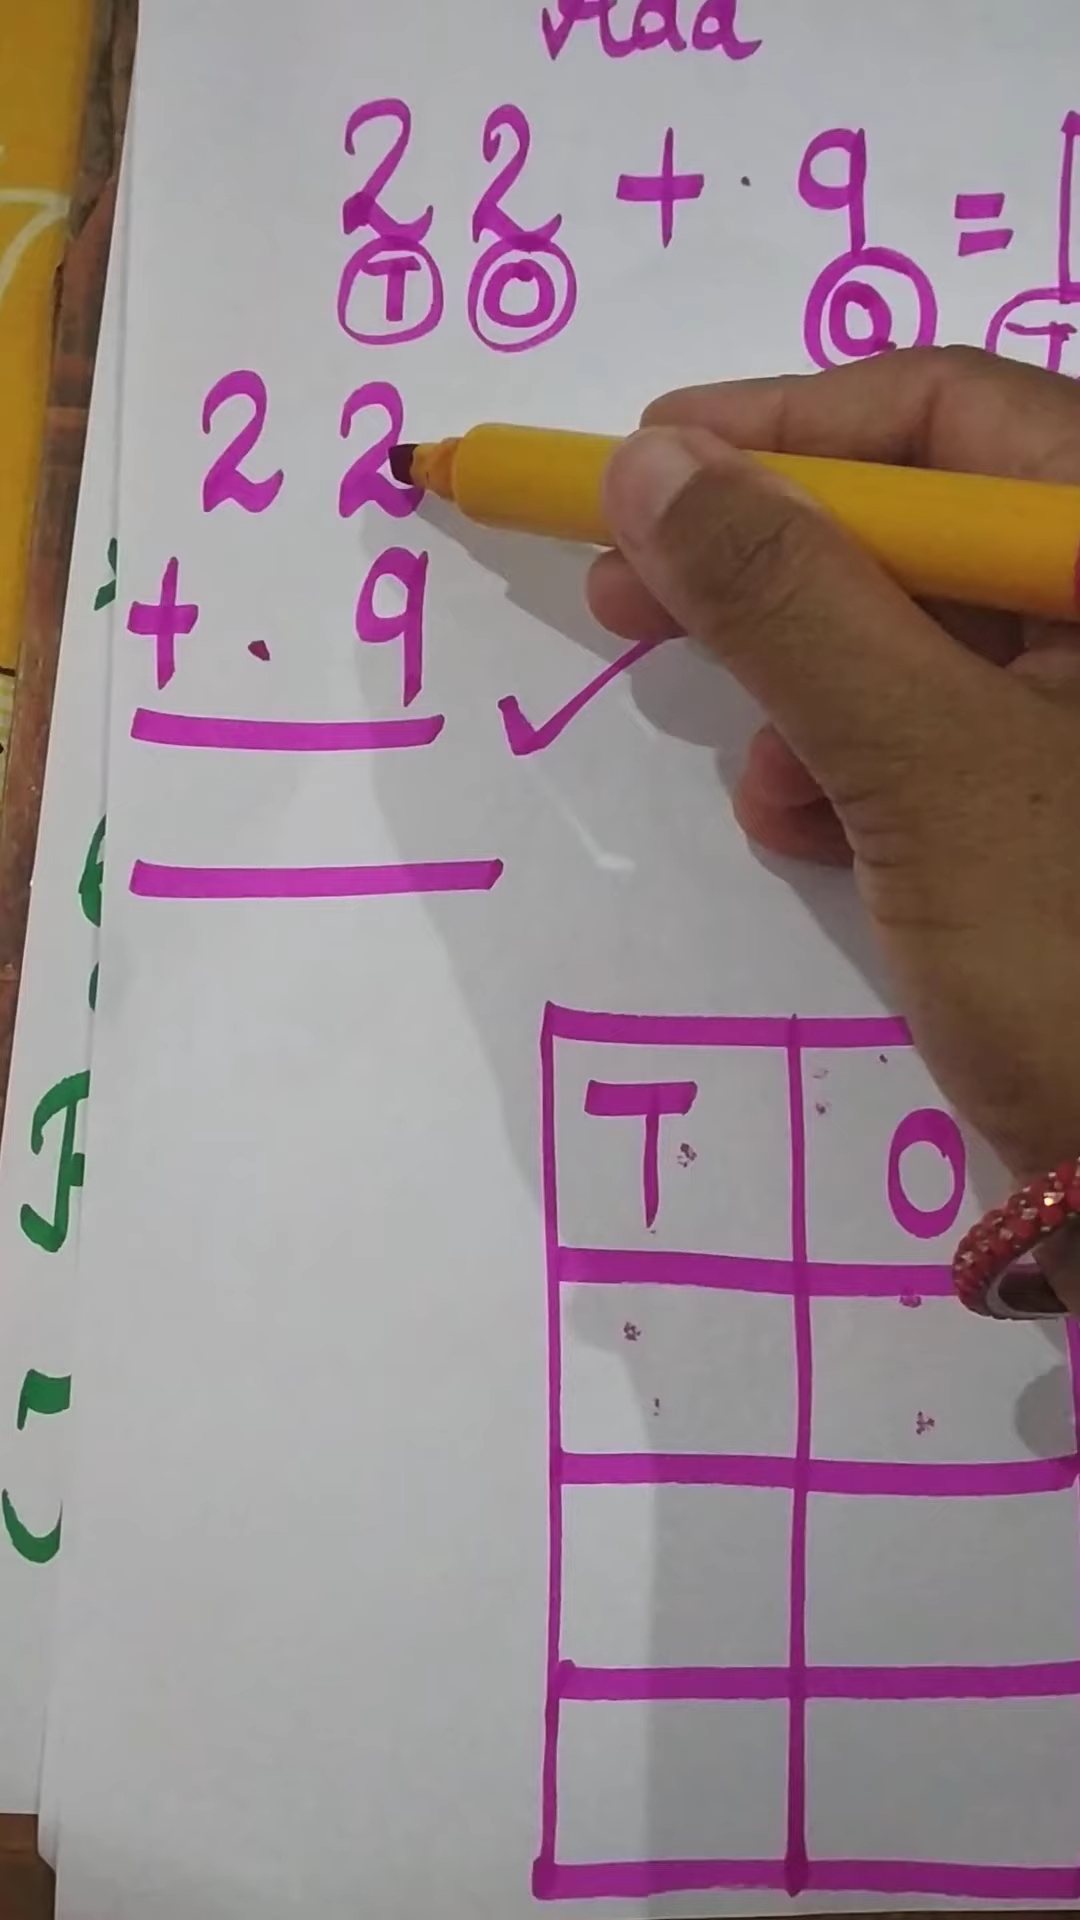 Add
22 + 9 =
T O O T
22
+ 9
T O